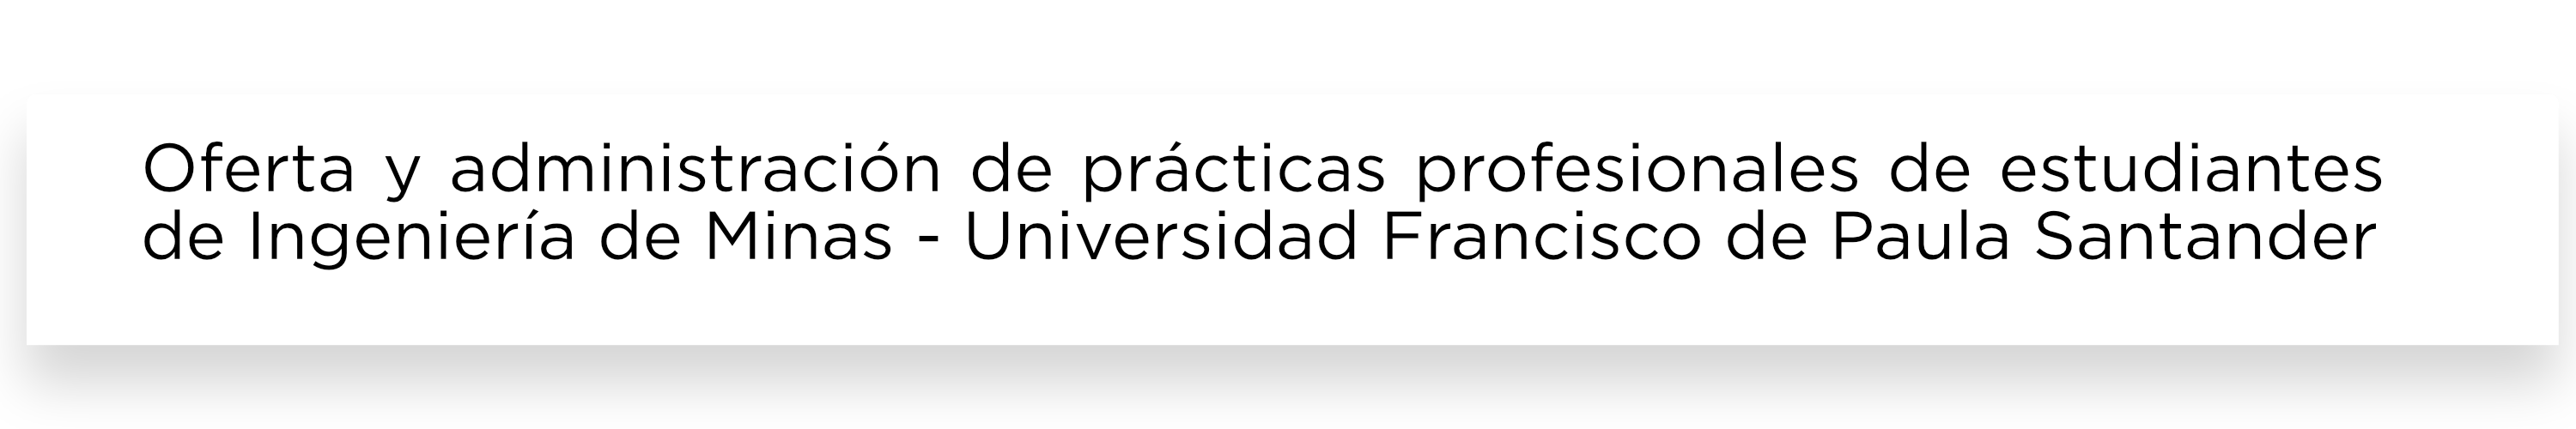 Oferta y administración de prácticas profesionales de estudiantes
de Ingeniería de Minas - Universidad Francisco de Paula Santander